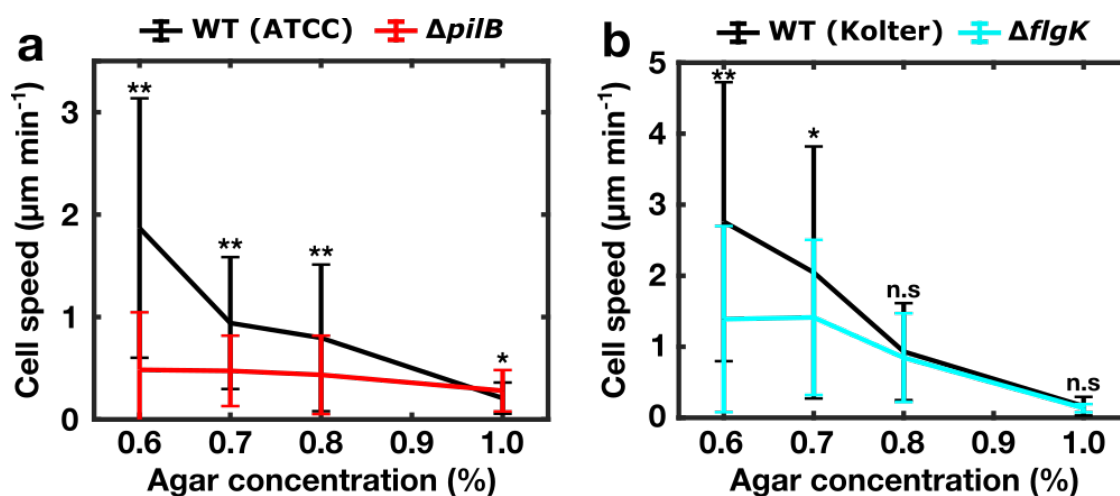 a
WT (ATCC) ΔpilB
Cell speed (µm min⁻¹)
3
2
1
0
**
**
**
*
0.6 0.7 0.8 0.9 1.0
Agar concentration (%)
b
WT (Kolter) ΔflgK
Cell speed (µm min⁻¹)
5
4
3
2
1
0
**
*
n.s
n.s
0.6 0.7 0.8 0.9 1.0
Agar concentration (%)